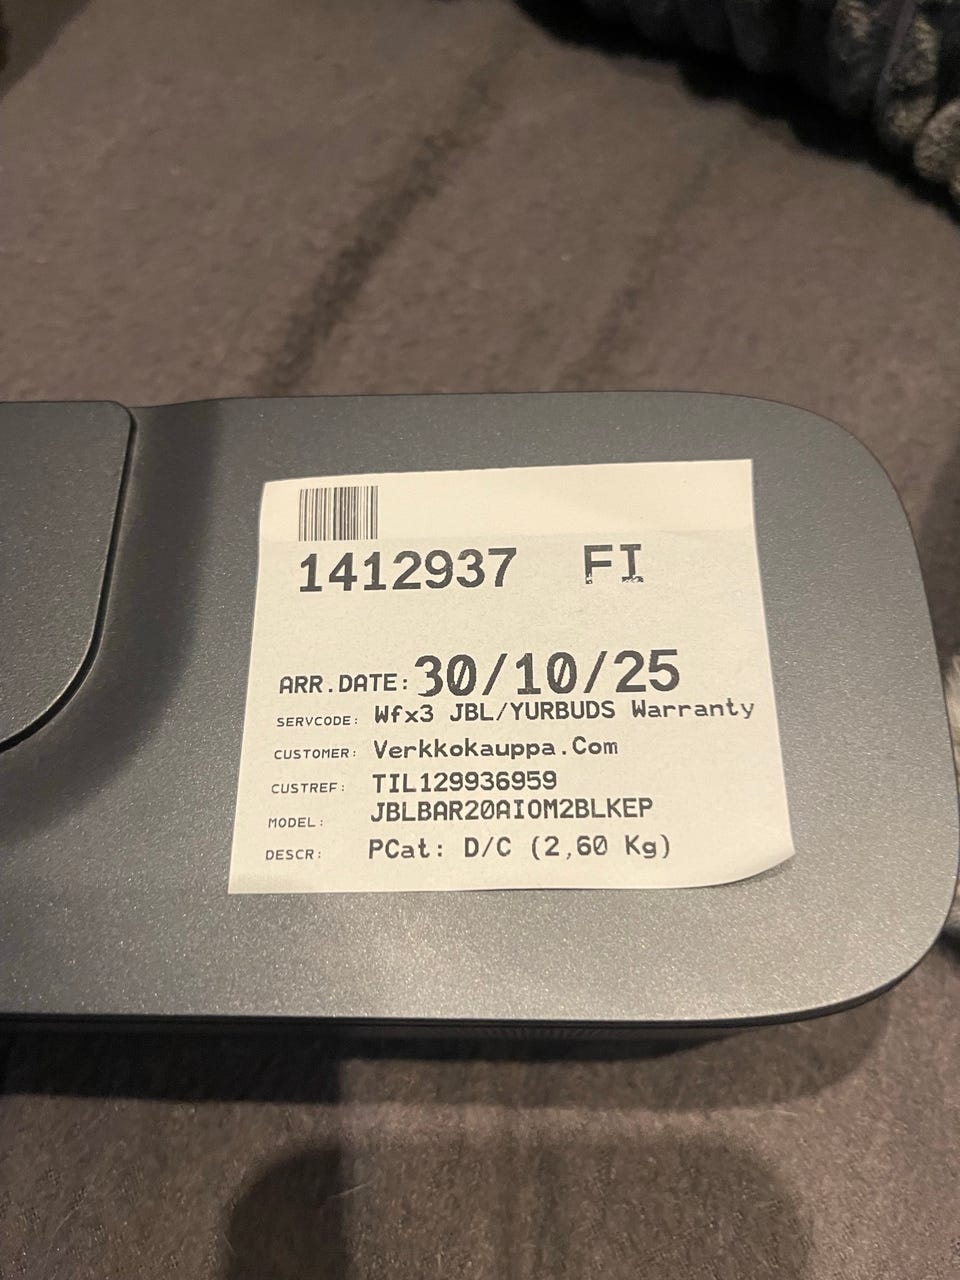 1412937 FI
ARR.DATE: 30/10/25
SERVCODE: Wfx3 JBL/YURBUDS Warranty
CUSTOMER: Verkkokauppa.Com
CUSTREF: TIL129936959
MODEL: JBLBAR20AIOM2BLKEP
DESCR: PCat: D/C (2,60 Kg)